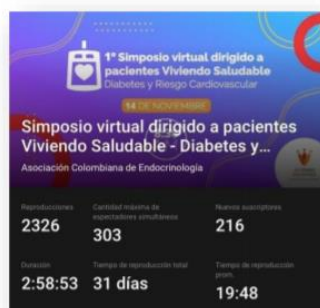 1° Simposio virtual dirigido a
pacientes Viviendo Saludable
Diabetes y Riesgo Cardiovascular
14 DE NOVIEMBRE
Simposio virtual dirigido a pacientes
Viviendo Saludable - Diabetes y...
Asociación Colombiana de Endocrinología
Reproducciones
2326
Cantidad máxima de
espectadores simultáneos
303
Nuevos suscriptores
216
Duración
2:58:53
Tiempo de reproducción total
31 días
Tiempo de reproducción
prom.
19:48